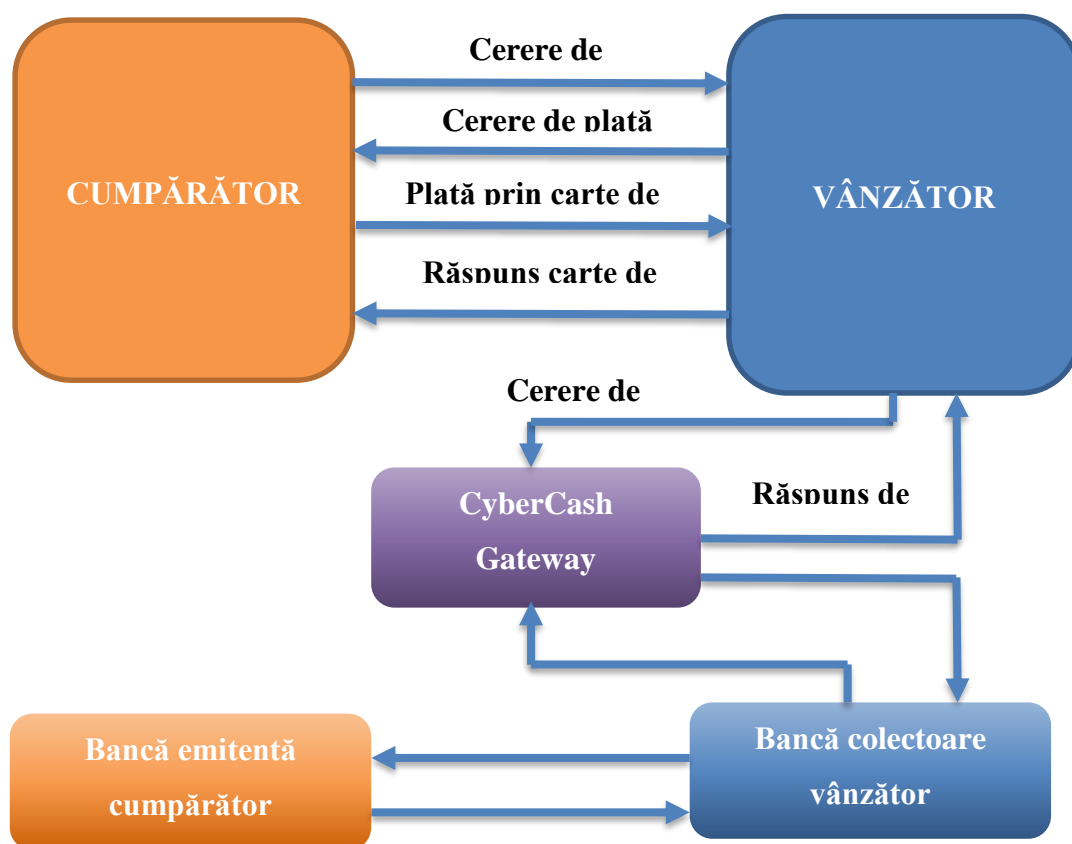 Cerere de
Cerere de plată
CUMPĂRĂTOR
Plată prin carte de
VÂNZĂTOR
Răspuns carte de
Cerere de
CyberCash
Gateway
Răspuns de
Bancă emitentă
cumpărător
Bancă colectoare
vânzător